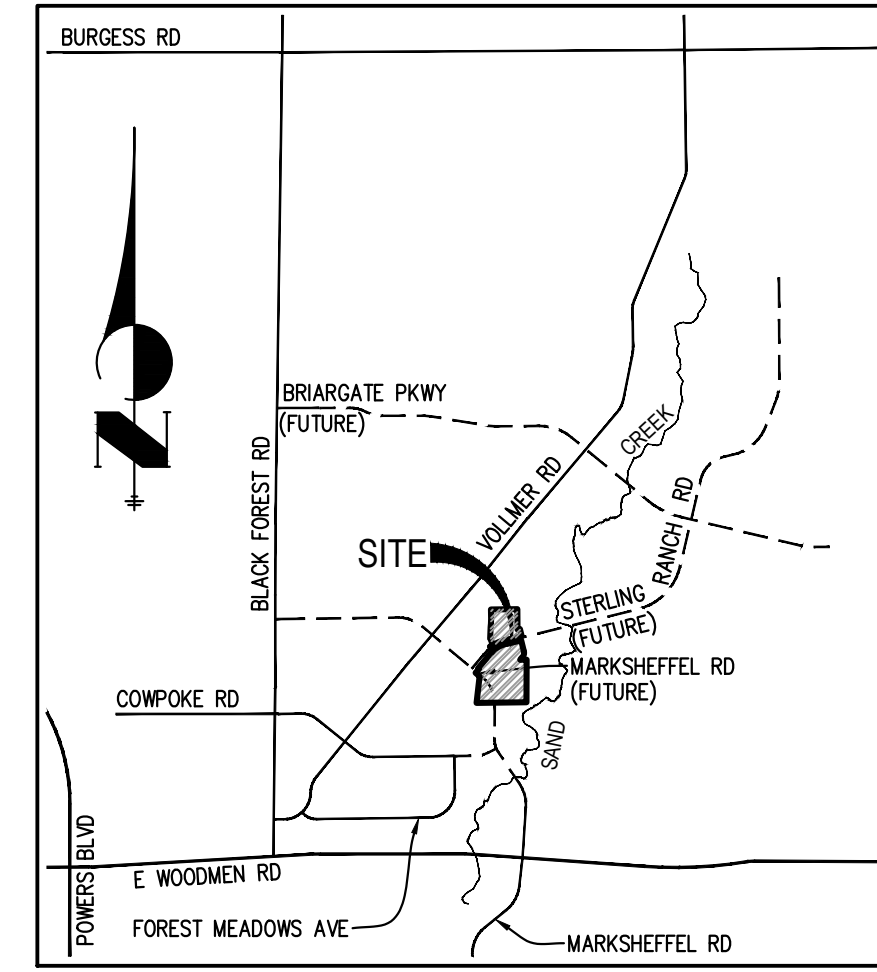 BURGESS RD
BRIARGATE PKWY
(FUTURE)
CREEK
VOLLMER RD
BLACK FOREST RD
RANCH RD
SITE
STERLING
(FUTURE)
MARKSHEFFEL RD
(FUTURE)
COWPOKE RD
SAND
N
POWERS BLVD
E WOODMEN RD
FOREST MEADOWS AVE
MARKSHEFFEL RD